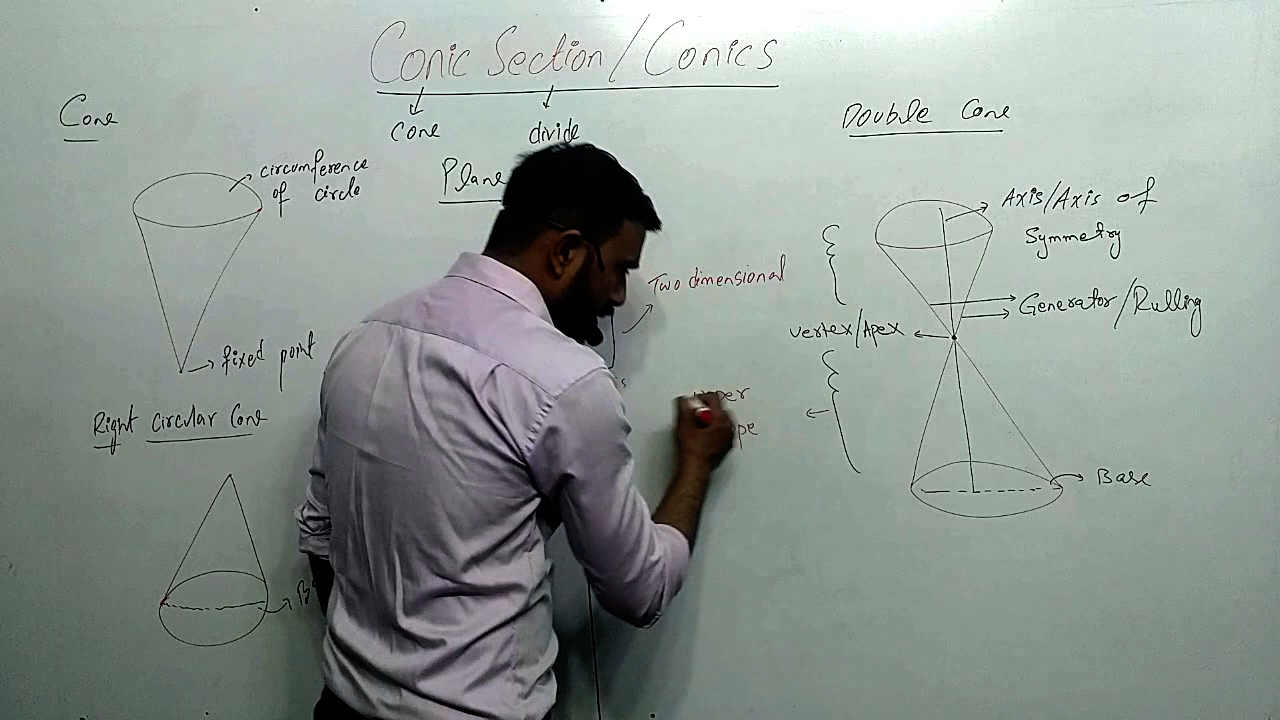 Conic Section/Conics
cone
divide
Cone
Plane
Double Cone
circumference
of circle
fixed point
Right Circular Cone
Two dimensional
Axis/Axis of
Symmetry
Generator/Rulling
vertex/Apex
Base